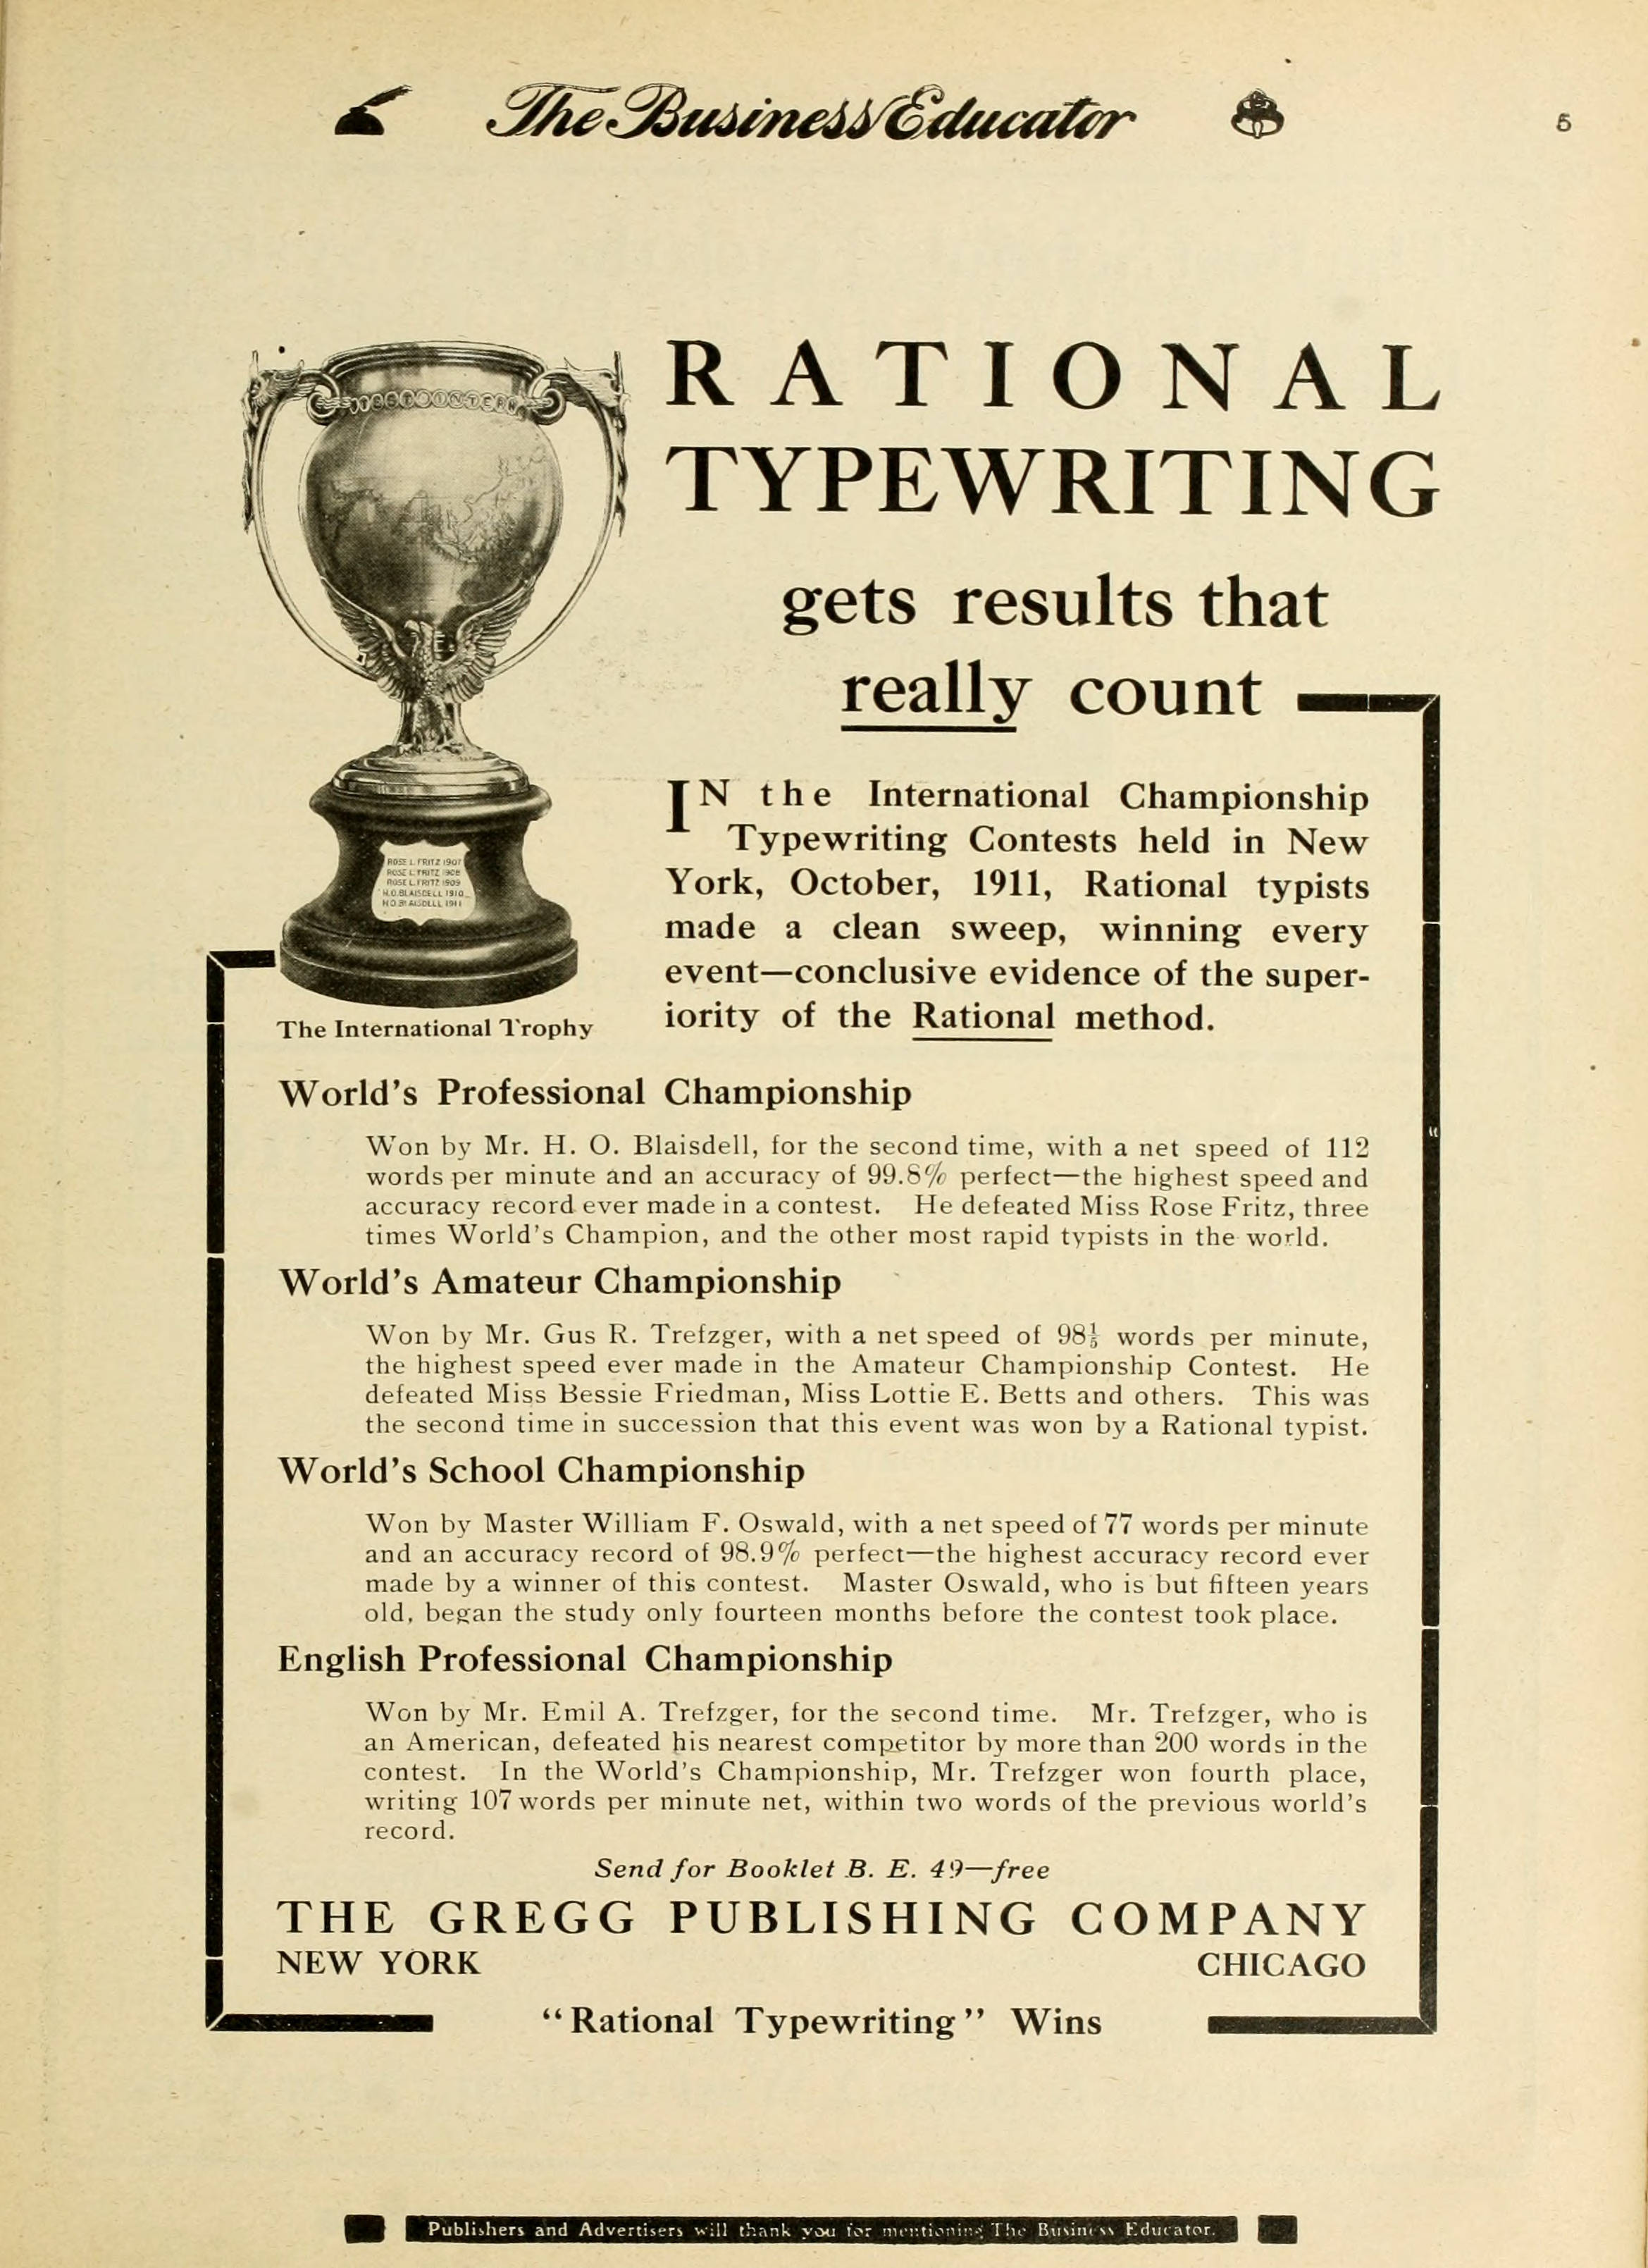 The Business Educator
5
RATIONAL
TYPEWRITING
gets results that
really count
IN the International Championship
Typewriting Contests held in New
York, October, 1911, Rational typists
made a clean sweep, winning every
event—conclusive evidence of the super-
iority of the Rational method.
ROSE L. FRITZ 1907
ROSE L. FRITZ 1908
ROSE L. FRITZ 1909
H.O. BLAISDELL 1910
H.O. BLAISDELL 1911
The International Trophy
World's Professional Championship
Won by Mr. H. O. Blaisdell, for the second time, with a net speed of 112
words per minute and an accuracy of 99.8% perfect—the highest speed and
accuracy record ever made in a contest. He defeated Miss Rose Fritz, three
times World's Champion, and the other most rapid typists in the world.
World's Amateur Championship
Won by Mr. Gus R. Trefzger, with a net speed of 98⅕ words per minute,
the highest speed ever made in the Amateur Championship Contest. He
defeated Miss Bessie Friedman, Miss Lottie E. Betts and others. This was
the second time in succession that this event was won by a Rational typist.
World's School Championship
Won by Master William F. Oswald, with a net speed of 77 words per minute
and an accuracy record of 98.9% perfect—the highest accuracy record ever
made by a winner of this contest. Master Oswald, who is but fifteen years
old, began the study only fourteen months before the contest took place.
English Professional Championship
Won by Mr. Emil A. Trefzger, for the second time. Mr. Trefzger, who is
an American, defeated his nearest competitor by more than 200 words in the
contest. In the World's Championship, Mr. Trefzger won fourth place,
writing 107 words per minute net, within two words of the previous world's
record.
Send for Booklet B. E. 49—free
THE GREGG PUBLISHING COMPANY
NEW YORK CHICAGO
"Rational Typewriting" Wins
Publishers and Advertisers will thank you for mentioning The Business Educator.